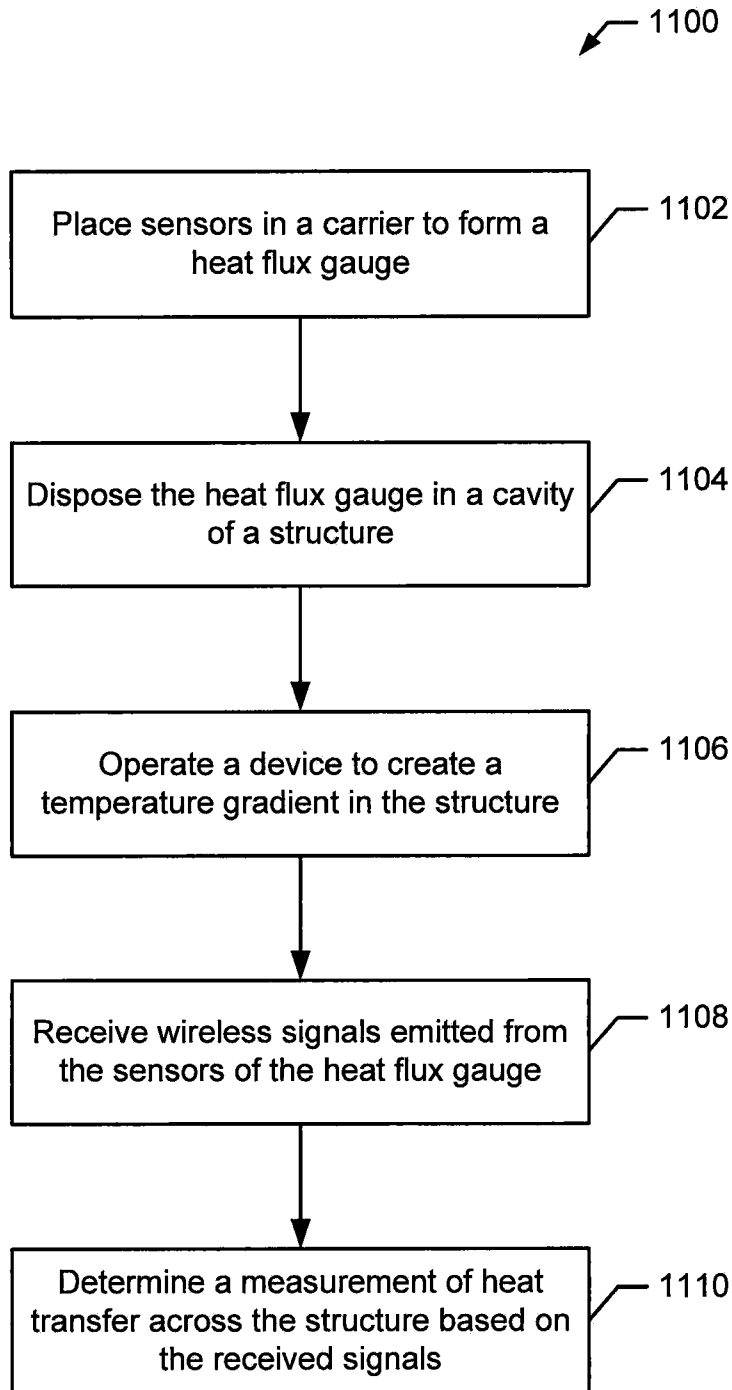 1100
Place sensors in a carrier to form a
heat flux gauge
1102
Dispose the heat flux gauge in a cavity
of a structure
1104
Operate a device to create a
temperature gradient in the structure
1106
Receive wireless signals emitted from
the sensors of the heat flux gauge
1108
Determine a measurement of heat
transfer across the structure based on
the received signals
1110